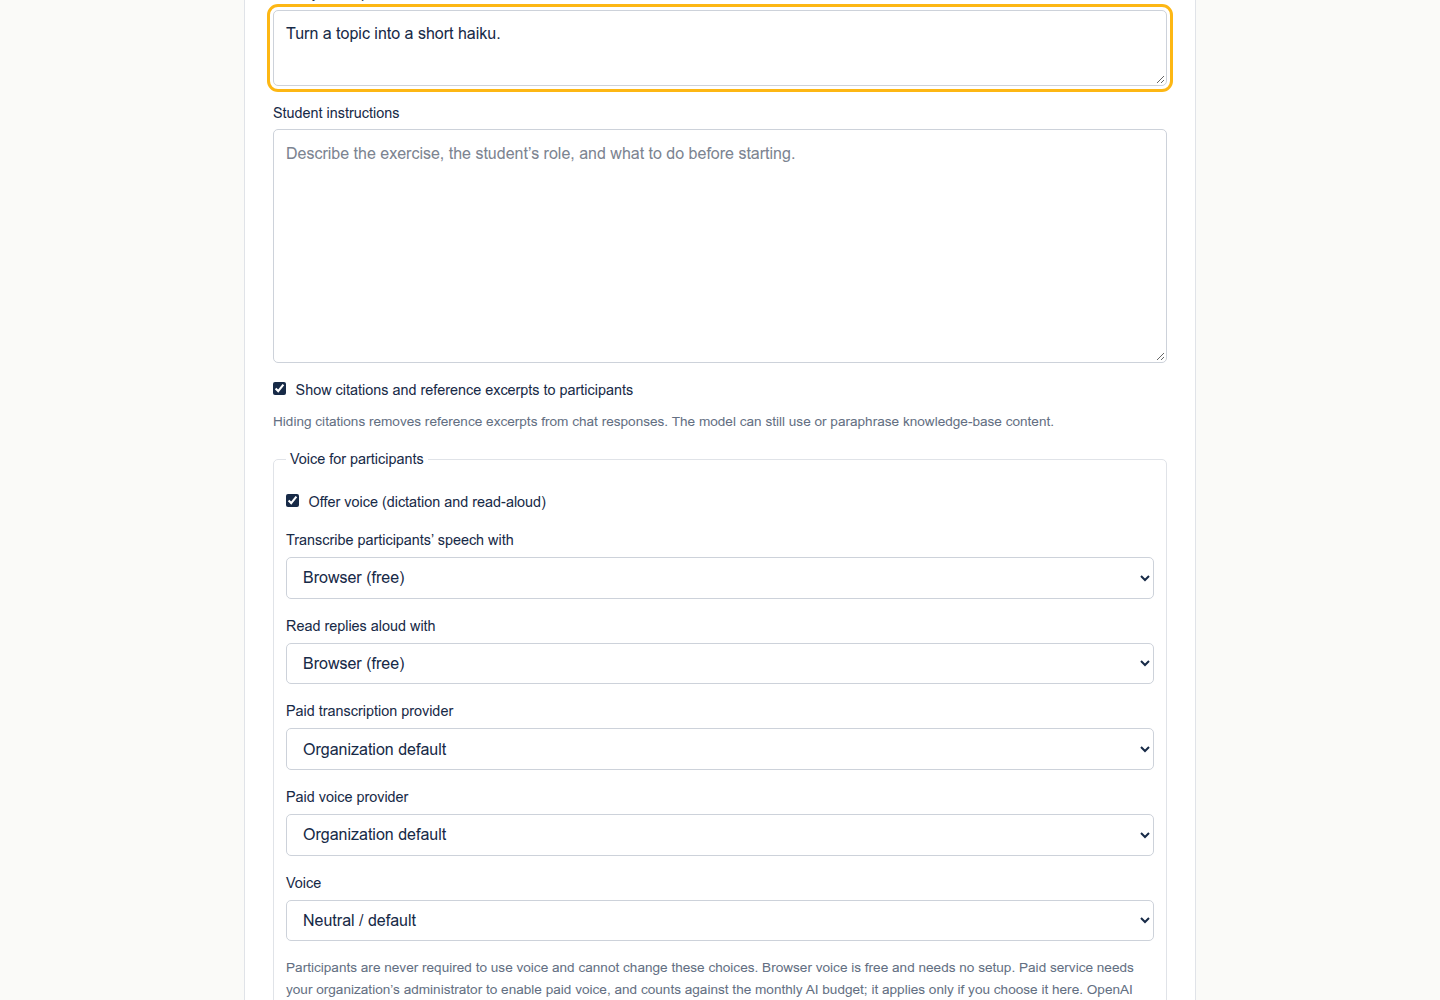 Turn a topic into a short haiku.
Student instructions
Describe the exercise, the student’s role, and what to do before starting.
Show citations and reference excerpts to participants
Hiding citations removes reference excerpts from chat responses. The model can still use or paraphrase knowledge-base content.
Voice for participants
Offer voice (dictation and read-aloud)
Transcribe participants’ speech with
Browser (free)
Read replies aloud with
Browser (free)
Paid transcription provider
Organization default
Paid voice provider
Organization default
Voice
Neutral / default
Participants are never required to use voice and cannot change these choices. Browser voice is free and needs no setup. Paid service needs
your organization’s administrator to enable paid voice, and counts against the monthly AI budget; it applies only if you choose it here. OpenAI